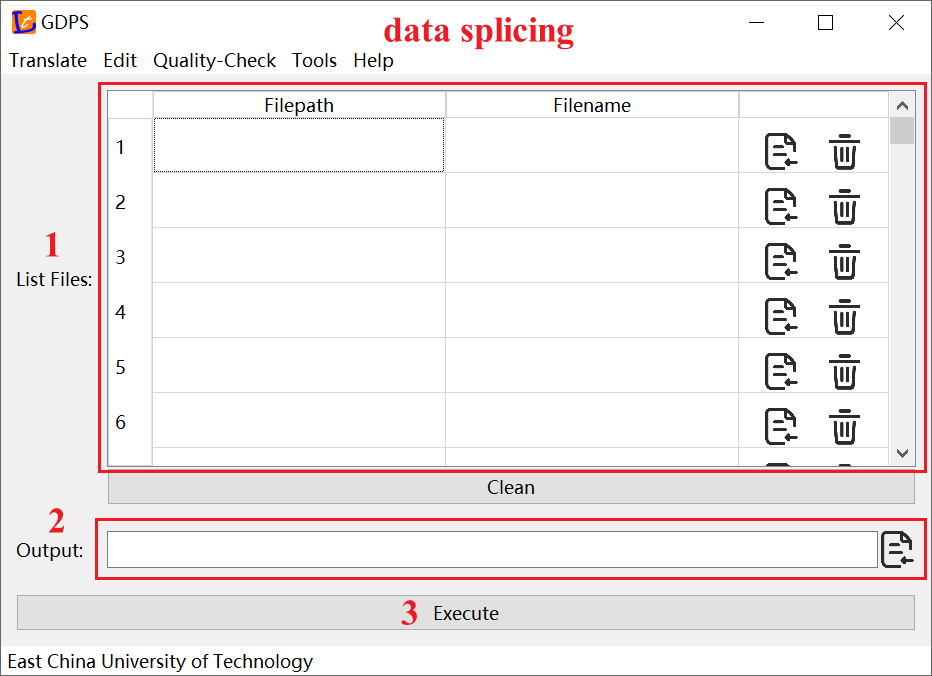 GDPS
data splicing
Translate Edit Quality-Check Tools Help
Filepath Filename
1
2
3
1
List Files:
4
5
6
Clean
2
Output:
3 Execute
East China University of Technology